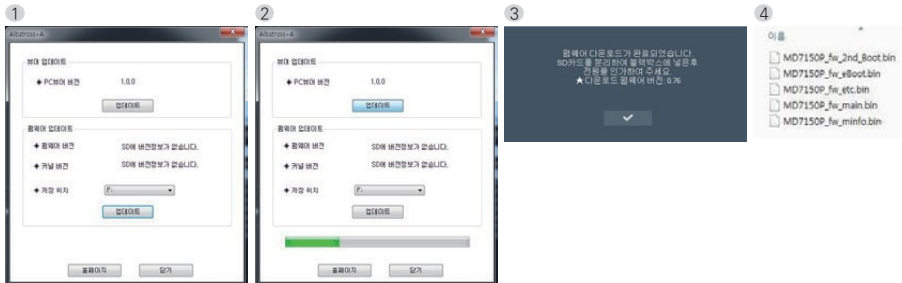 1
Albatross+A
뷰어 업데이트
◆ PC뷰어 버전 1.0.0
업데이트
펌웨어 업데이트
◆ 펌웨어 버전 SD에 버전정보가 없습니다.
◆ 커널 버전 SD에 버전정보가 없습니다.
◆ 저장 위치 F:
업데이트
홈페이지 닫기
2
Albatross+A
뷰어 업데이트
◆ PC뷰어 버전 1.0.0
업데이트
펌웨어 업데이트
◆ 펌웨어 버전 SD에 버전정보가 없습니다.
◆ 커널 버전 SD에 버전정보가 없습니다.
◆ 저장 위치 F:
업데이트
홈페이지 닫기
3
펌웨어 다운로드가 완료되었습니다.
SD카드를 분리하여 블랙박스에 넣은후
전원을 인가하여 주세요.
★다운로드 펌웨어 버전: 0.76
4
이름
MD7150P_fw_2nd_Boot.bin
MD7150P_fw_eBoot.bin
MD7150P_fw_etc.bin
MD7150P_fw_main.bin
MD7150P_fw_minfo.bin